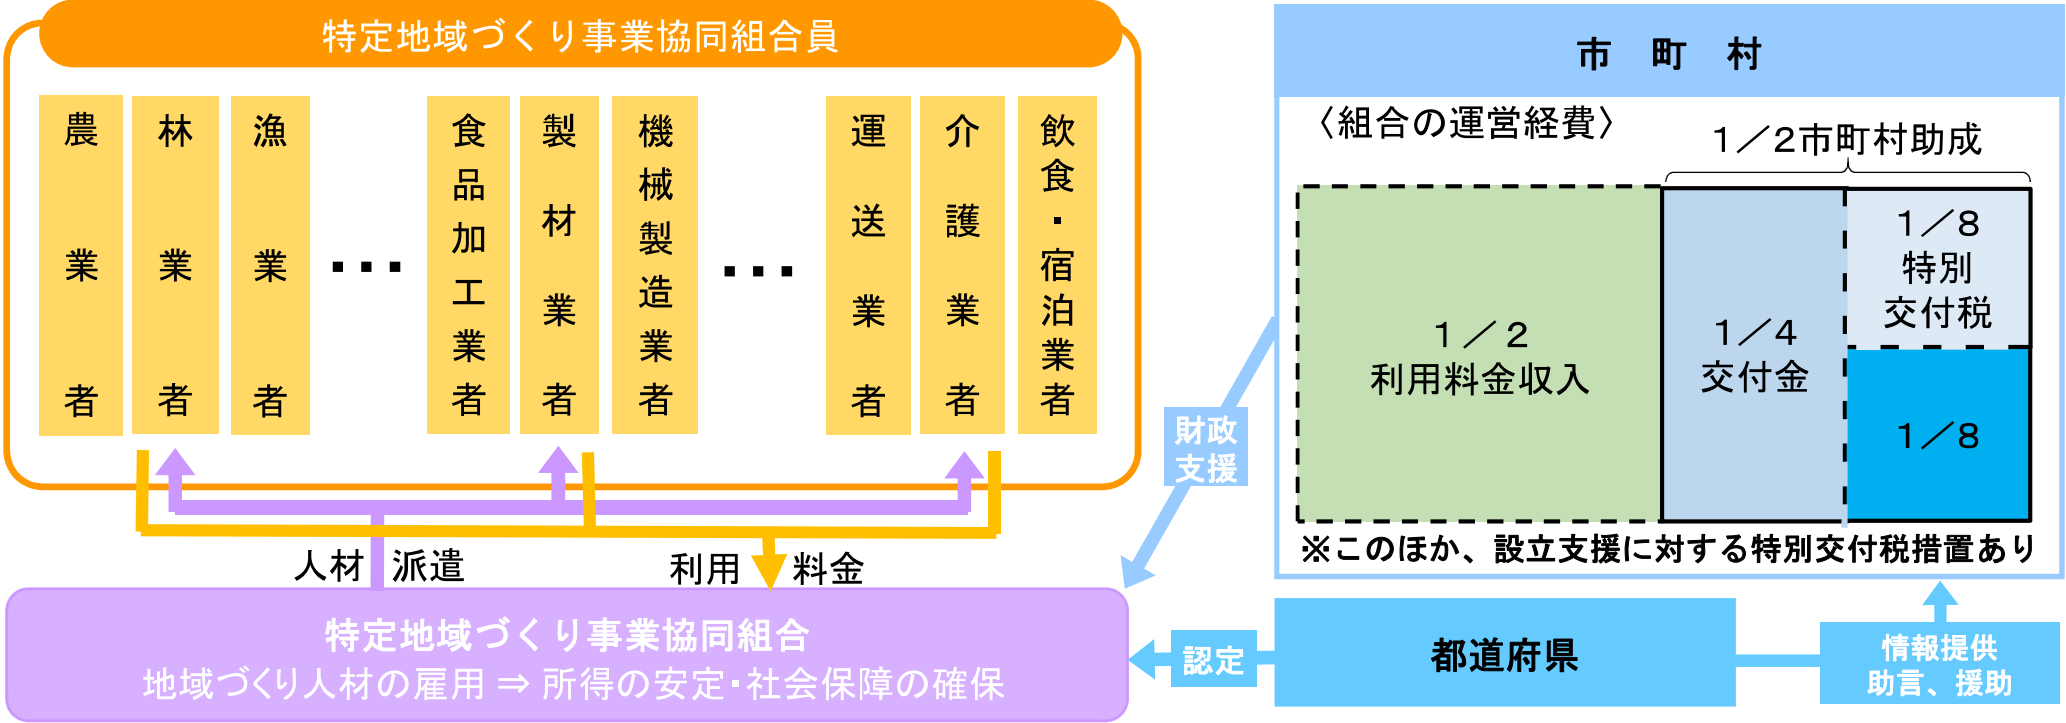 特定地域づくり事業協同組合員
農業者
林業者
漁業者
・・・
食品加工業者
製材業者
機械製造業者
・・・
運送業者
介護業者
飲食・宿泊業者
人材 派遣
利用 料金
特定地域づくり事業協同組合
地域づくり人材の雇用 ⇒ 所得の安定・社会保障の確保
財政
支援
認定
市 町 村
〈組合の運営経費〉
１／２市町村助成
１／２
利用料金収入
１／４
交付金
１／８
特別
交付税
１／８
※このほか、設立支援に対する特別交付税措置あり
都道府県
情報提供
助言、援助